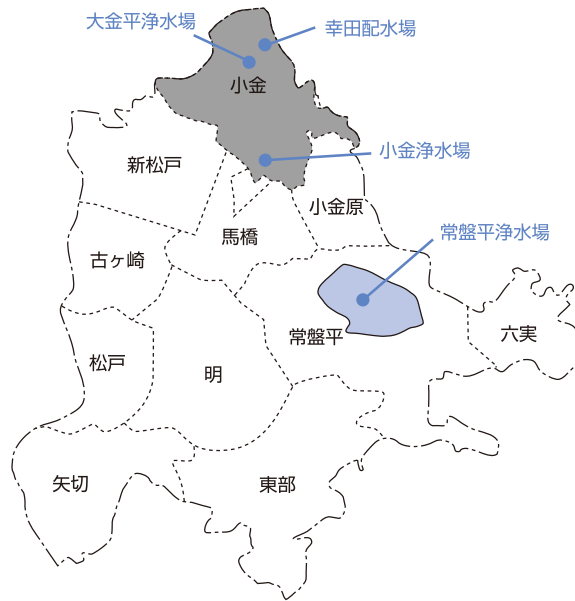 大金平浄水場
幸田配水場
小金
小金浄水場
新松戸
小金原
馬橋
常盤平浄水場
古ヶ崎
六実
常盤平
松戸
明
矢切
東部